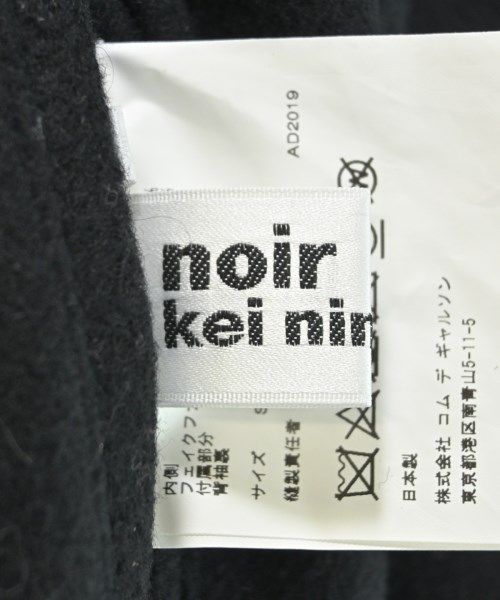 noir
kei nin
AD2019
内側
フェイクフ
付属部分
背袖裏
サイズ S
縫製責任者
日本製
株式会社 コム デ ギャルソン
東京都港区南青山5-11-5